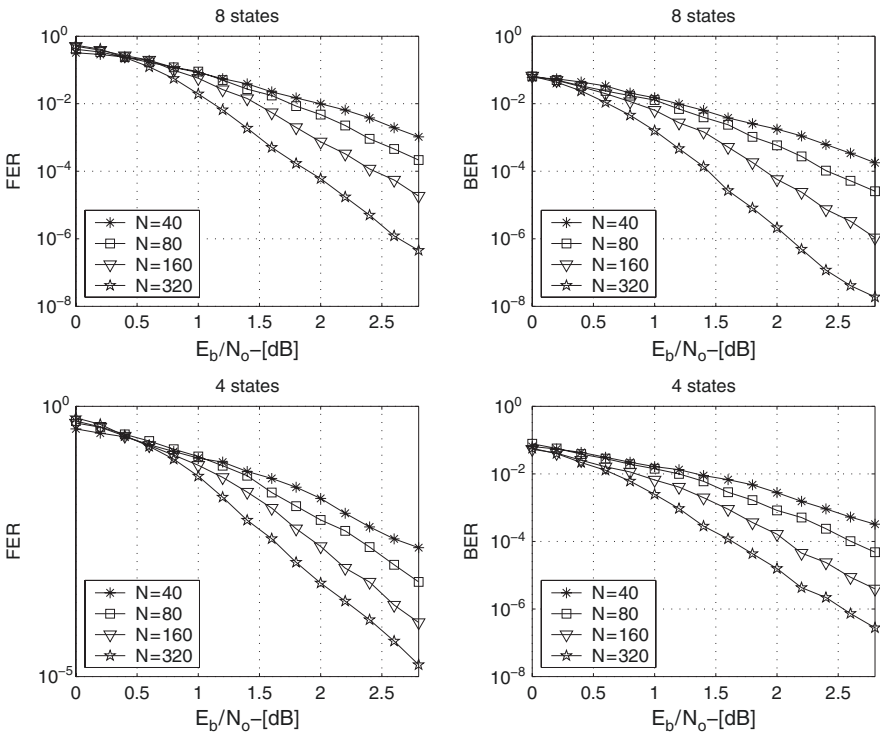 8 states
10^0
10^-2
10^-4
10^-6
10^-8
FER
N=40
N=80
N=160
N=320
0 0.5 1 1.5 2 2.5
E_b/N_o–[dB]
8 states
10^0
10^-2
10^-4
10^-6
10^-8
BER
N=40
N=80
N=160
N=320
0 0.5 1 1.5 2 2.5
E_b/N_o–[dB]
4 states
10^0
10^-5
FER
N=40
N=80
N=160
N=320
0 0.5 1 1.5 2 2.5
E_b/N_o–[dB]
4 states
10^0
10^-2
10^-4
10^-6
10^-8
BER
N=40
N=80
N=160
N=320
0 0.5 1 1.5 2 2.5
E_b/N_o–[dB]